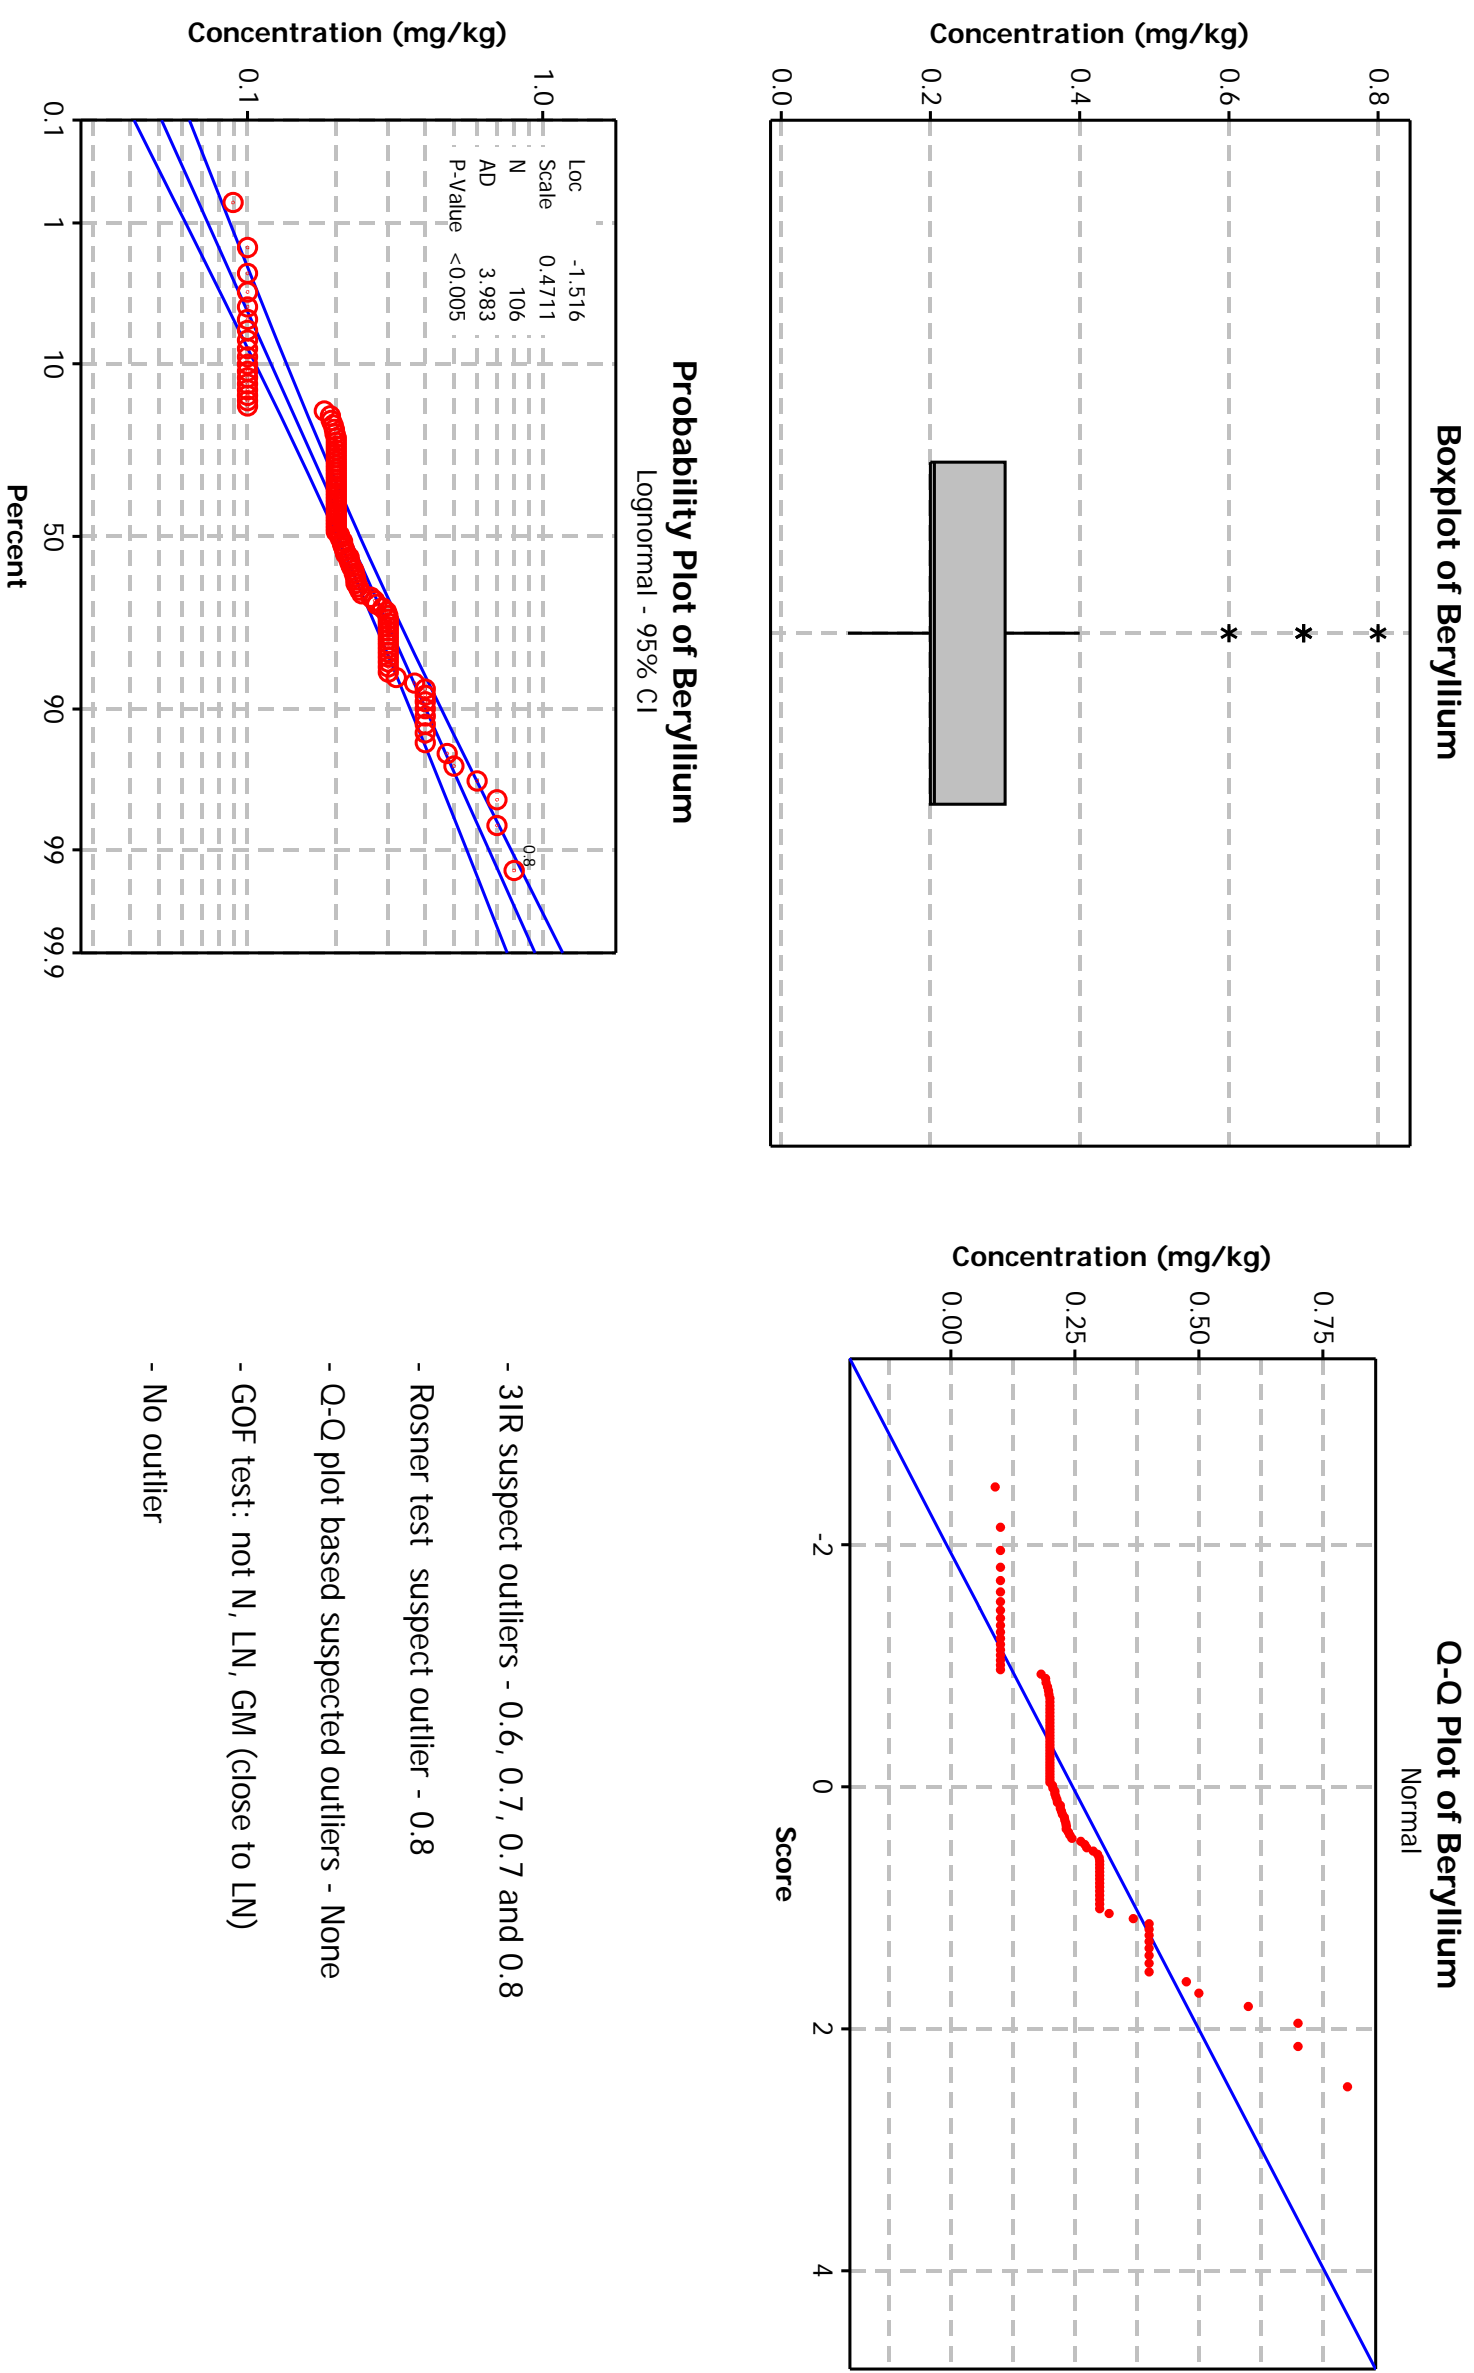 Boxplot of Beryllium
Concentration (mg/kg)
0.8
0.6
0.4
0.2
0.0
*
*
*
Q-Q Plot of Beryllium
Normal
Concentration (mg/kg)
0.75
0.50
0.25
0.00
-2
0
2
4
Score
Probability Plot of Beryllium
Lognormal - 95% CI
Concentration (mg/kg)
1.0
0.1
Loc -1.516
Scale 0.4711
N 106
AD 3.983
P-Value <0.005
0.8
0.1
1
10
50
90
99
99.9
Percent
- 3IR suspect outliers - 0.6, 0.7, 0.7 and 0.8
- Rosner test suspect outlier - 0.8
- Q-Q plot based suspected outliers - None
- GOF test: not N, LN, GM (close to LN)
- No outlier